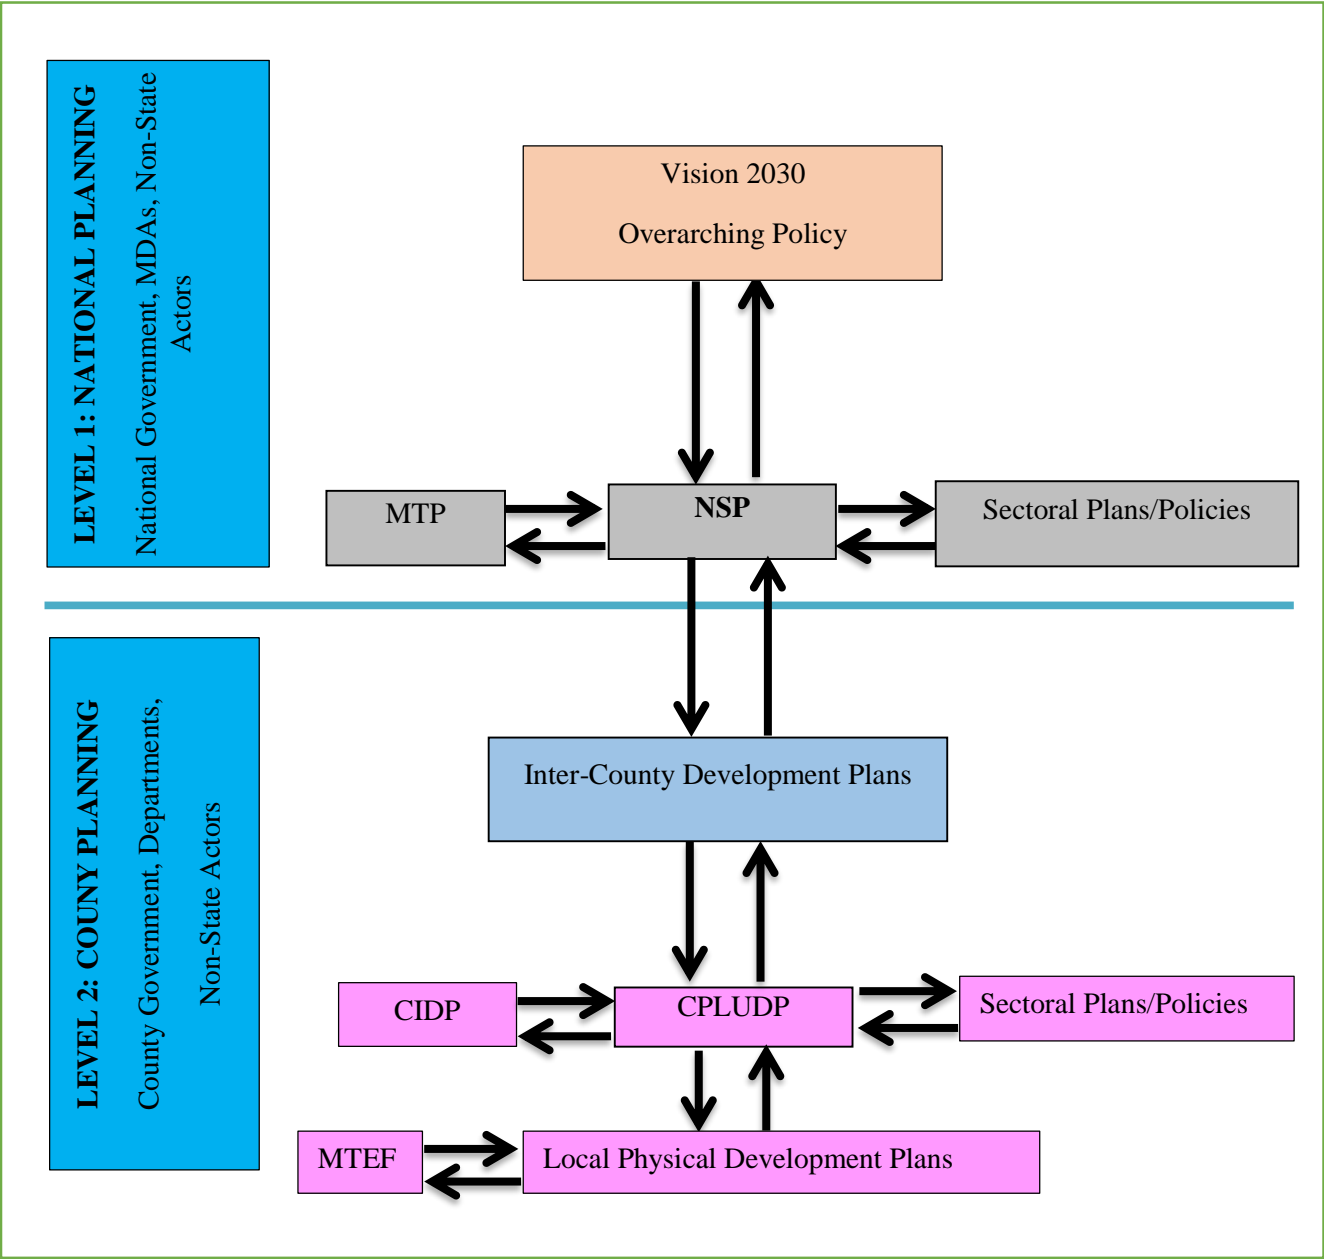 LEVEL 1: NATIONAL PLANNING
National Government, MDAs, Non-State
Actors
Vision 2030
Overarching Policy
MTP
NSP
Sectoral Plans/Policies
LEVEL 2: COUNY PLANNING
County Government, Departments,
Non-State Actors
Inter-County Development Plans
CIDP
CPLUDP
Sectoral Plans/Policies
MTEF
Local Physical Development Plans